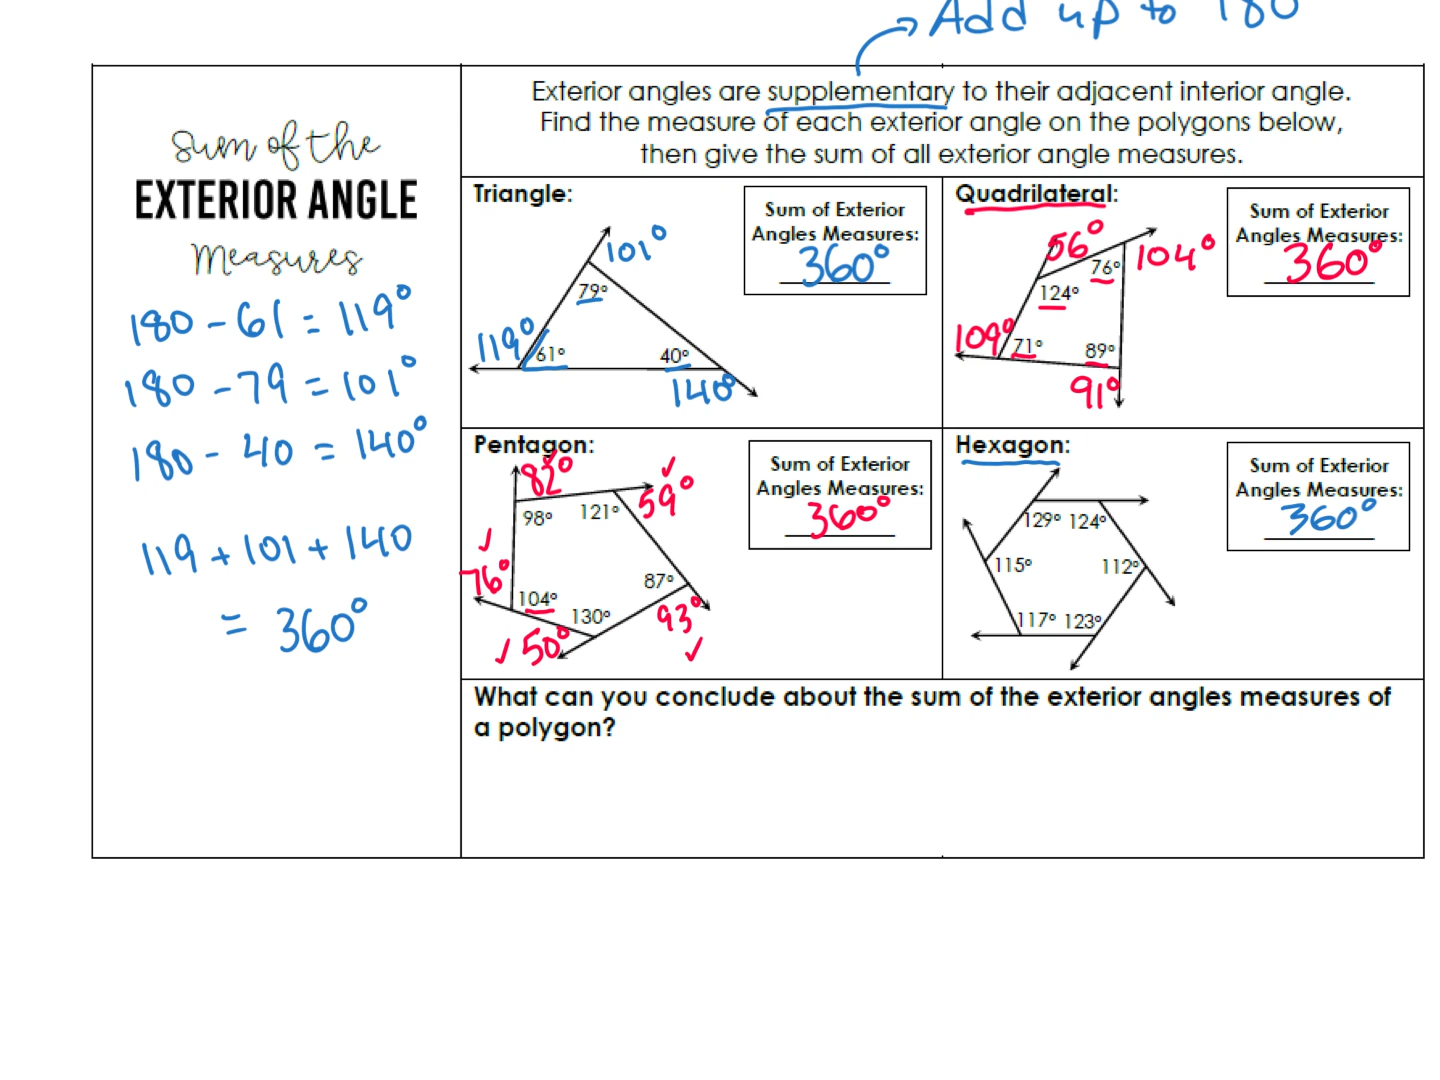 Add up to 180
Sum of the
EXTERIOR ANGLE
Measures
180 - 61 = 119°
180 - 79 = 101°
180 - 40 = 140°
119 + 101 + 140
= 360°
Exterior angles are supplementary to their adjacent interior angle.
Find the measure of each exterior angle on the polygons below,
then give the sum of all exterior angle measures.
Triangle:
Sum of Exterior
Angles Measures:
360°
101°
79°
119°
61°
40°
140°
Quadrilateral:
Sum of Exterior
Angles Measures:
360°
56°
104°
76°
124°
109°
71°
89°
91°
Pentagon:
Sum of Exterior
Angles Measures:
360°
82°
59°
98°
121°
76°
87°
104°
130°
93°
50°
Hexagon:
Sum of Exterior
Angles Measures:
360°
129° 124°
115°
112°
117° 123°
What can you conclude about the sum of the exterior angles measures of
a polygon?